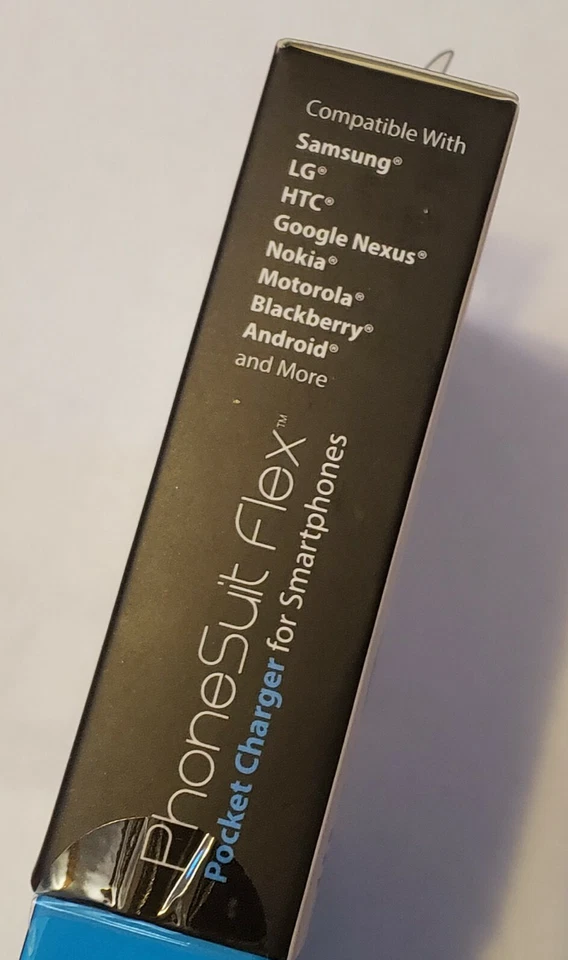 Compatible With
Samsung®
LG®
HTC®
Google Nexus®
Nokia®
Motorola®
Blackberry®
Android®
and More
PhoneSuit Flex™
Pocket Charger for Smartphones